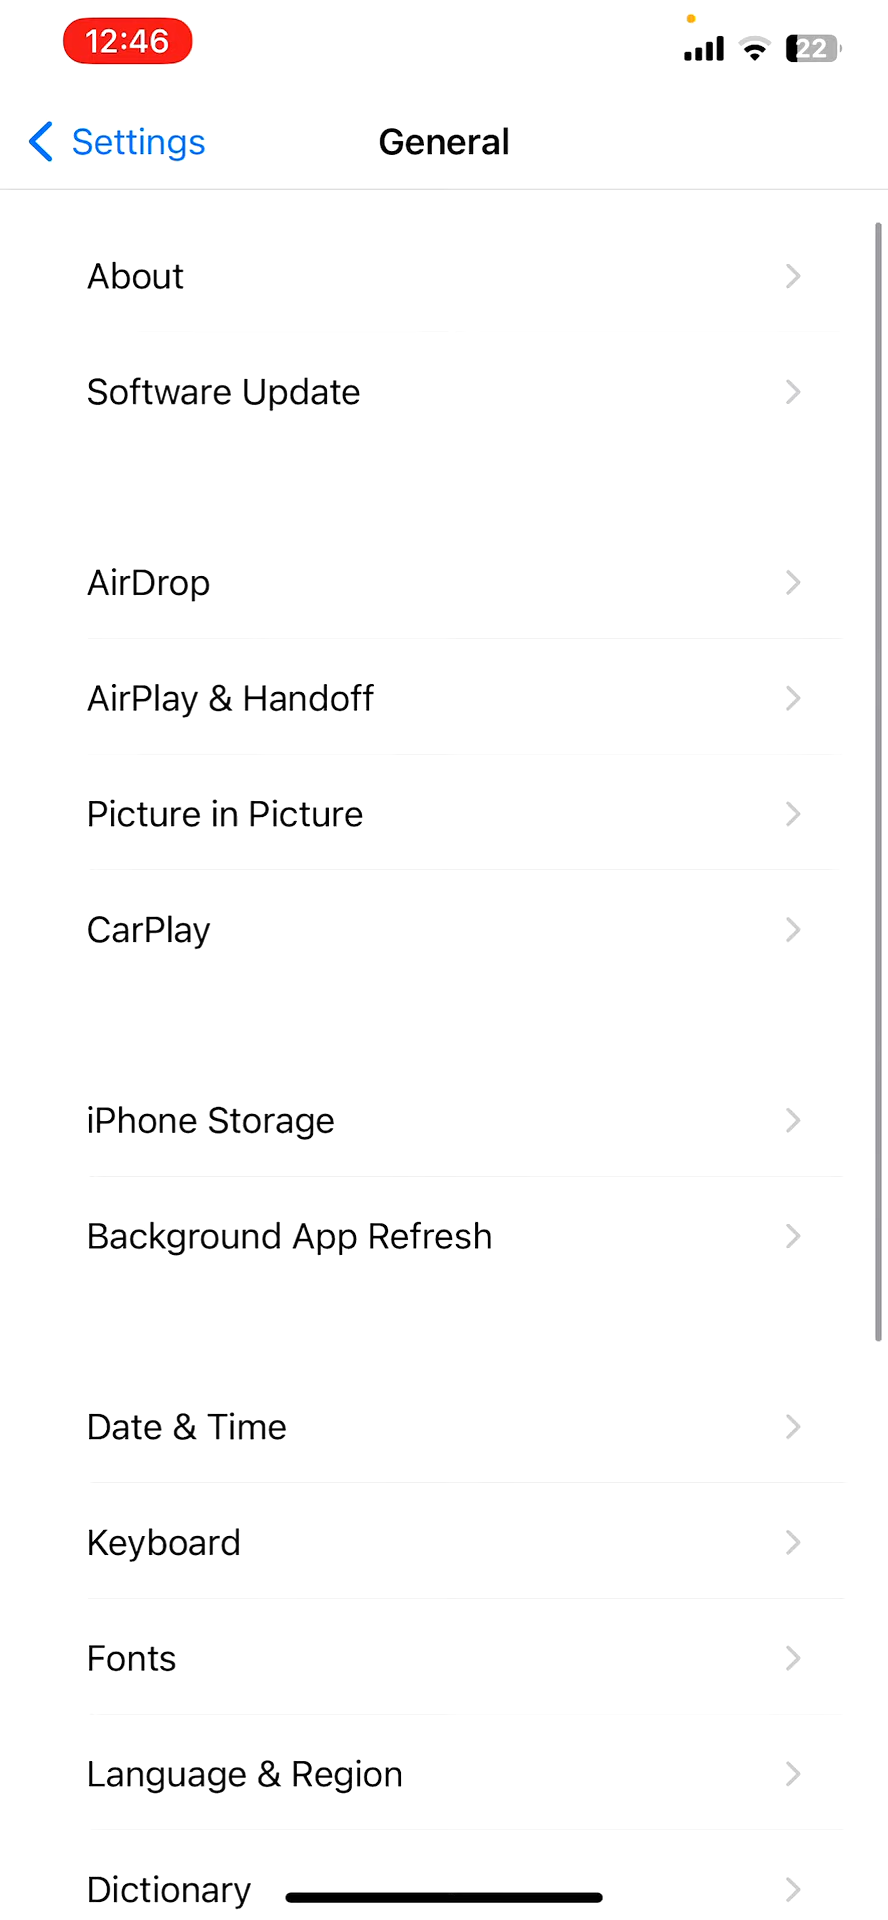 12:46
22
Settings
General
About
Software Update
AirDrop
AirPlay & Handoff
Picture in Picture
CarPlay
iPhone Storage
Background App Refresh
Date & Time
Keyboard
Fonts
Language & Region
Dictionary